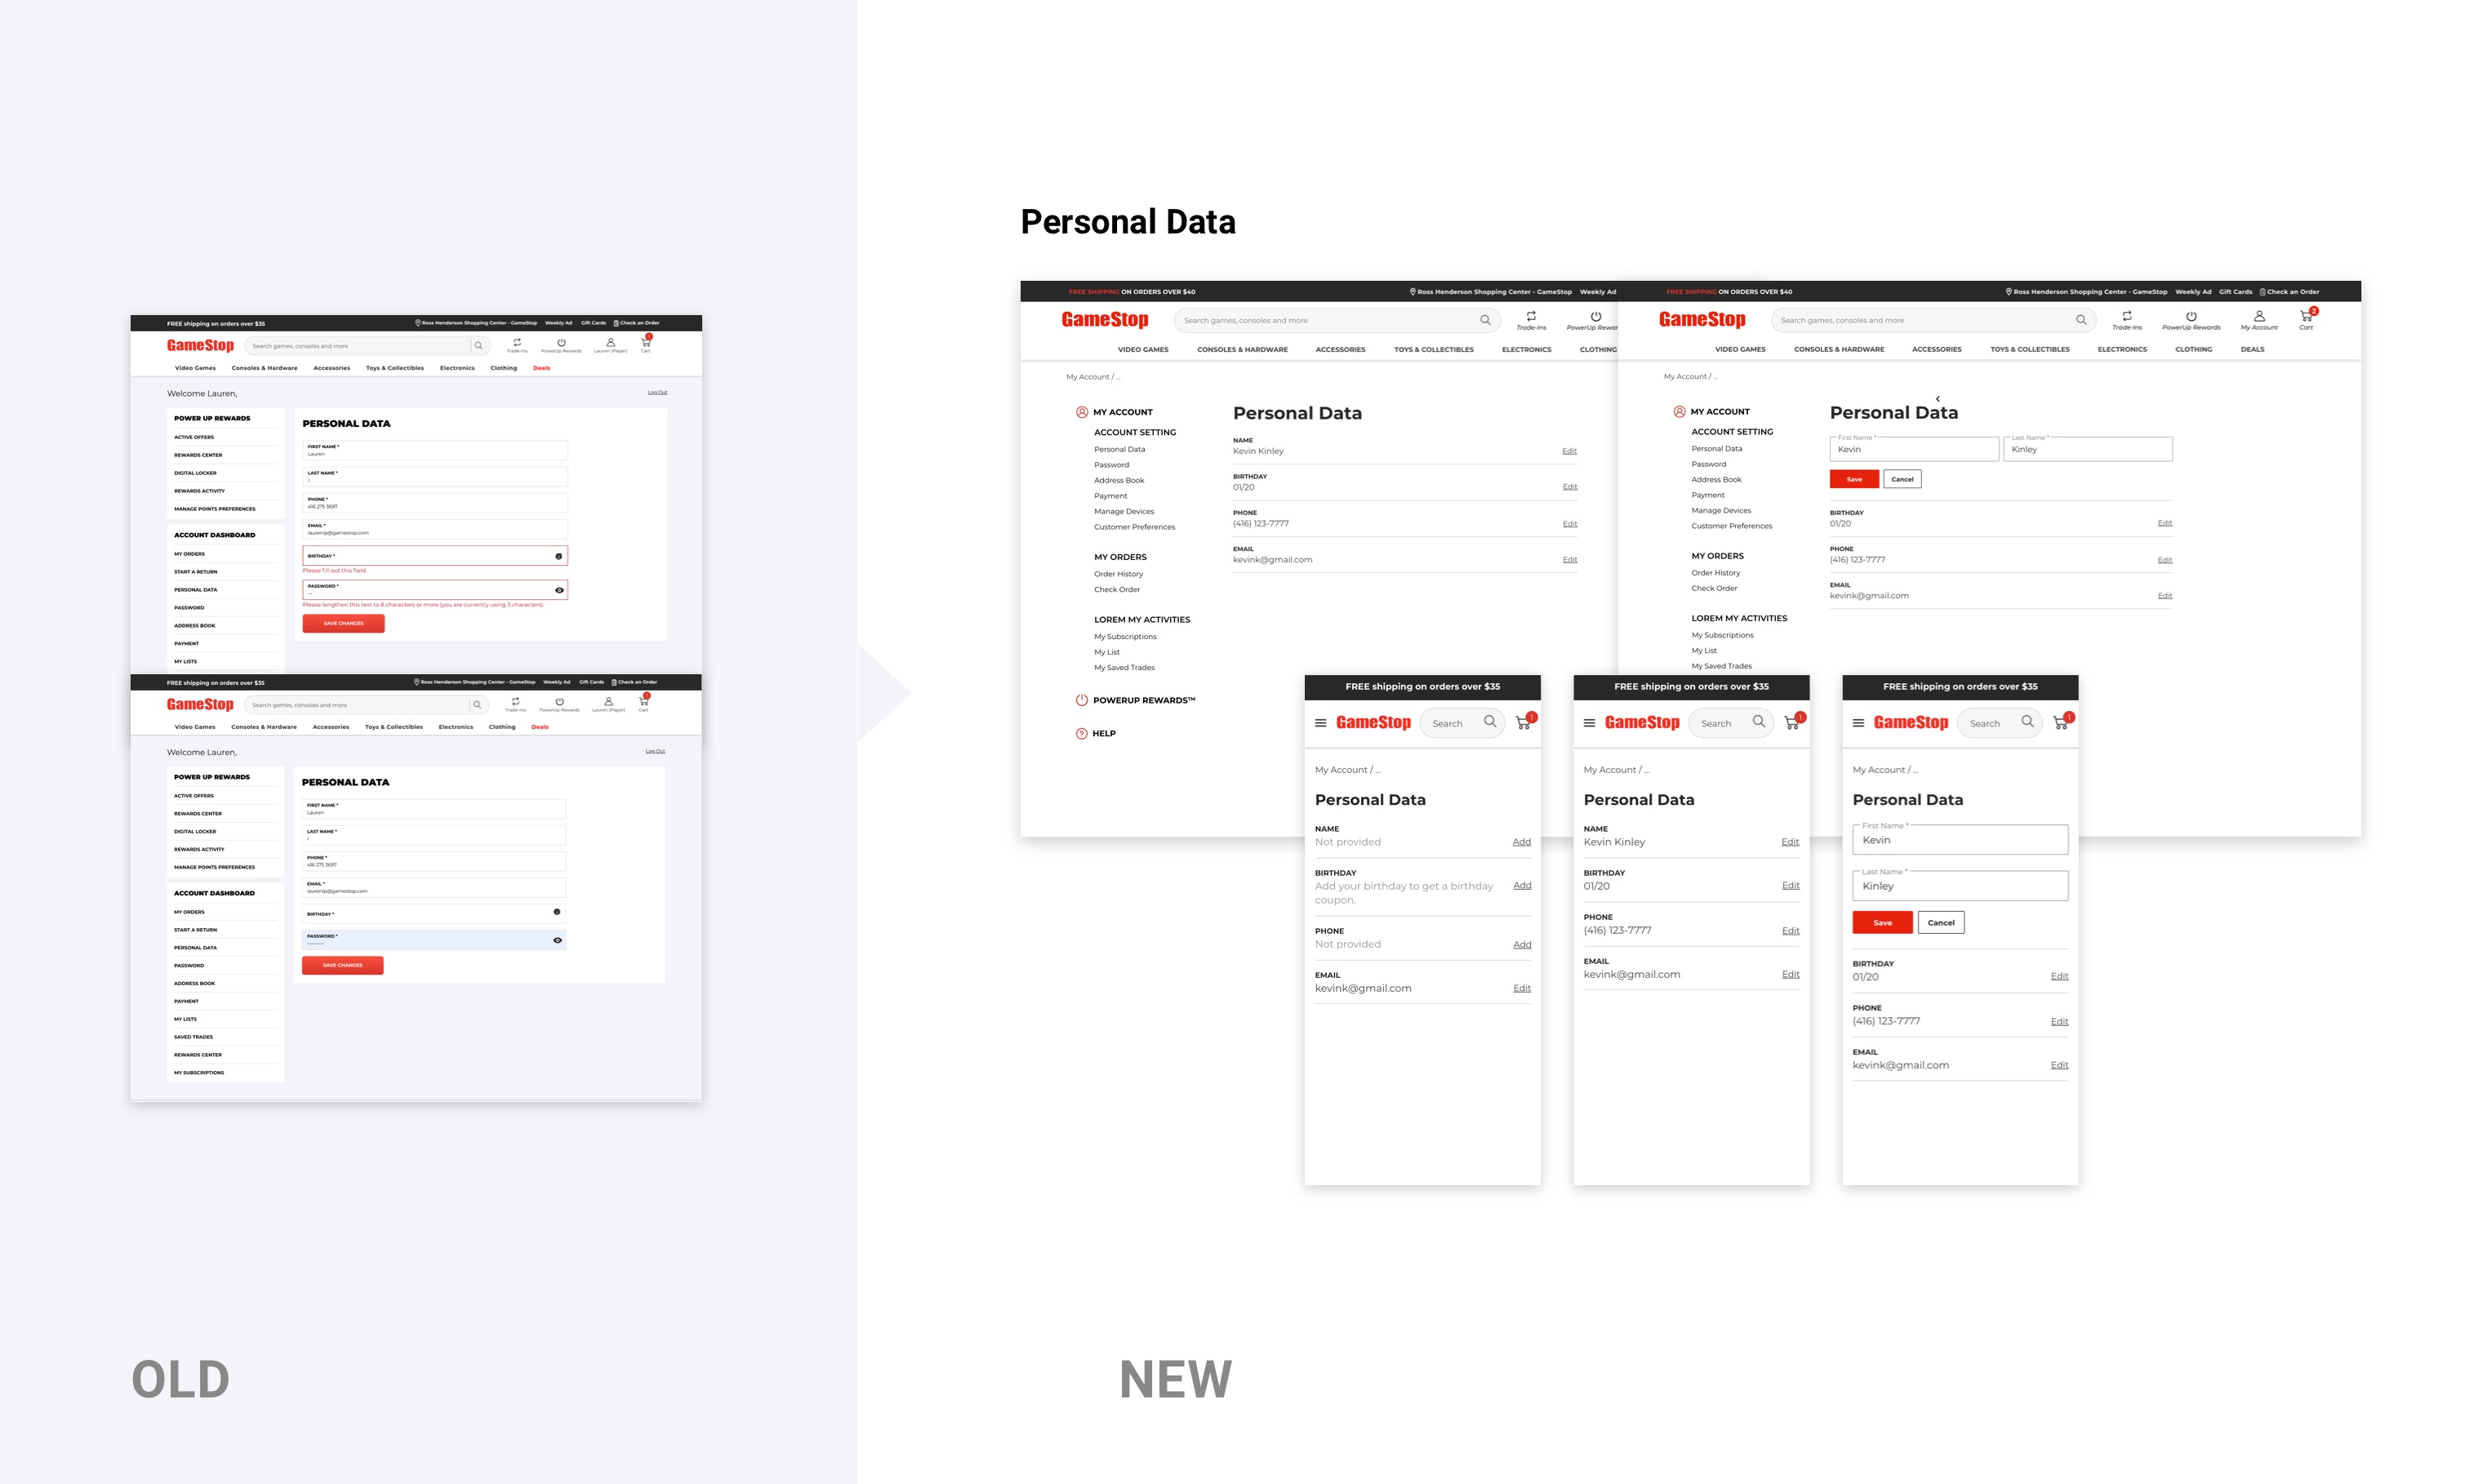 FREE shipping on orders over $35
Ross Henderson Shopping Center - GameStop Weekly Ad Gift Cards Check an Order
GameStop
Search games, consoles and more
Trade-Ins PowerUp Rewards Lauren (Player) Cart
1
Video Games Consoles & Hardware Accessories Toys & Collectibles Electronics Clothing Deals
Welcome Lauren,
Log Out
POWER UP REWARDS
ACTIVE OFFERS
REWARDS CENTER
DIGITAL LOCKER
REWARDS ACTIVITY
MANAGE POINTS PREFERENCES
ACCOUNT DASHBOARD
MY ORDERS
START A RETURN
PERSONAL DATA
PASSWORD
ADDRESS BOOK
PAYMENT
MY LISTS
PERSONAL DATA
FIRST NAME *
Lauren
LAST NAME *
PHONE *
416 275 3697
EMAIL *
laurenip@gamestop.com
BIRTHDAY *
Please fill out this field.
PASSWORD *
Please lengthen this text to 8 characters or more (you are currently using 3 characters).
SAVE CHANGES
FREE shipping on orders over $35
Ross Henderson Shopping Center - GameStop Weekly Ad Gift Cards Check an Order
GameStop
Search games, consoles and more
Trade-Ins PowerUp Rewards Lauren (Player) Cart
1
Video Games Consoles & Hardware Accessories Toys & Collectibles Electronics Clothing Deals
Welcome Lauren,
Log Out
POWER UP REWARDS
ACTIVE OFFERS
REWARDS CENTER
DIGITAL LOCKER
REWARDS ACTIVITY
MANAGE POINTS PREFERENCES
ACCOUNT DASHBOARD
MY ORDERS
START A RETURN
PERSONAL DATA
PASSWORD
ADDRESS BOOK
PAYMENT
MY LISTS
SAVED TRADES
REWARDS CENTER
MY SUBSCRIPTIONS
PERSONAL DATA
FIRST NAME *
Lauren
LAST NAME *
PHONE *
416 275 3697
EMAIL *
laurenip@gamestop.com
BIRTHDAY *
PASSWORD *
SAVE CHANGES
OLD
Personal Data
FREE SHIPPING ON ORDERS OVER $40
Ross Henderson Shopping Center - GameStop Weekly Ad
GameStop
Search games, consoles and more
Trade-Ins PowerUp Rewar
VIDEO GAMES CONSOLES & HARDWARE ACCESSORIES TOYS & COLLECTIBLES ELECTRONICS CLOTHING
My Account / ...
MY ACCOUNT
ACCOUNT SETTING
Personal Data
Password
Address Book
Payment
Manage Devices
Customer Preferences
MY ORDERS
Order History
Check Order
LOREM MY ACTIVITIES
My Subscriptions
My List
My Saved Trades
POWERUP REWARDS™
HELP
Personal Data
NAME
Kevin Kinley Edit
BIRTHDAY
01/20 Edit
PHONE
(416) 123-7777 Edit
EMAIL
kevink@gmail.com Edit
FREE SHIPPING ON ORDERS OVER $40
Ross Henderson Shopping Center - GameStop Weekly Ad Gift Cards Check an Order
GameStop
Search games, consoles and more
Trade-Ins PowerUp Rewards My Account Cart
2
VIDEO GAMES CONSOLES & HARDWARE ACCESSORIES TOYS & COLLECTIBLES ELECTRONICS CLOTHING DEALS
My Account / ...
MY ACCOUNT
ACCOUNT SETTING
Personal Data
Password
Address Book
Payment
Manage Devices
Customer Preferences
MY ORDERS
Order History
Check Order
LOREM MY ACTIVITIES
My Subscriptions
My List
My Saved Trades
Personal Data
First Name * Last Name *
Kevin Kinley
Save Cancel
BIRTHDAY
01/20 Edit
PHONE
(416) 123-7777 Edit
EMAIL
kevink@gmail.com Edit
FREE shipping on orders over $35
GameStop Search 1
My Account / ...
Personal Data
NAME
Not provided Add
BIRTHDAY
Add your birthday to get a birthday Add
coupon.
PHONE
Not provided Add
EMAIL
kevink@gmail.com Edit
FREE shipping on orders over $35
GameStop Search 1
My Account / ...
Personal Data
NAME
Kevin Kinley Edit
BIRTHDAY
01/20 Edit
PHONE
(416) 123-7777 Edit
EMAIL
kevink@gmail.com Edit
FREE shipping on orders over $35
GameStop Search 1
My Account / ...
Personal Data
First Name *
Kevin
Last Name *
Kinley
Save Cancel
BIRTHDAY
01/20 Edit
PHONE
(416) 123-7777 Edit
EMAIL
kevink@gmail.com Edit
NEW